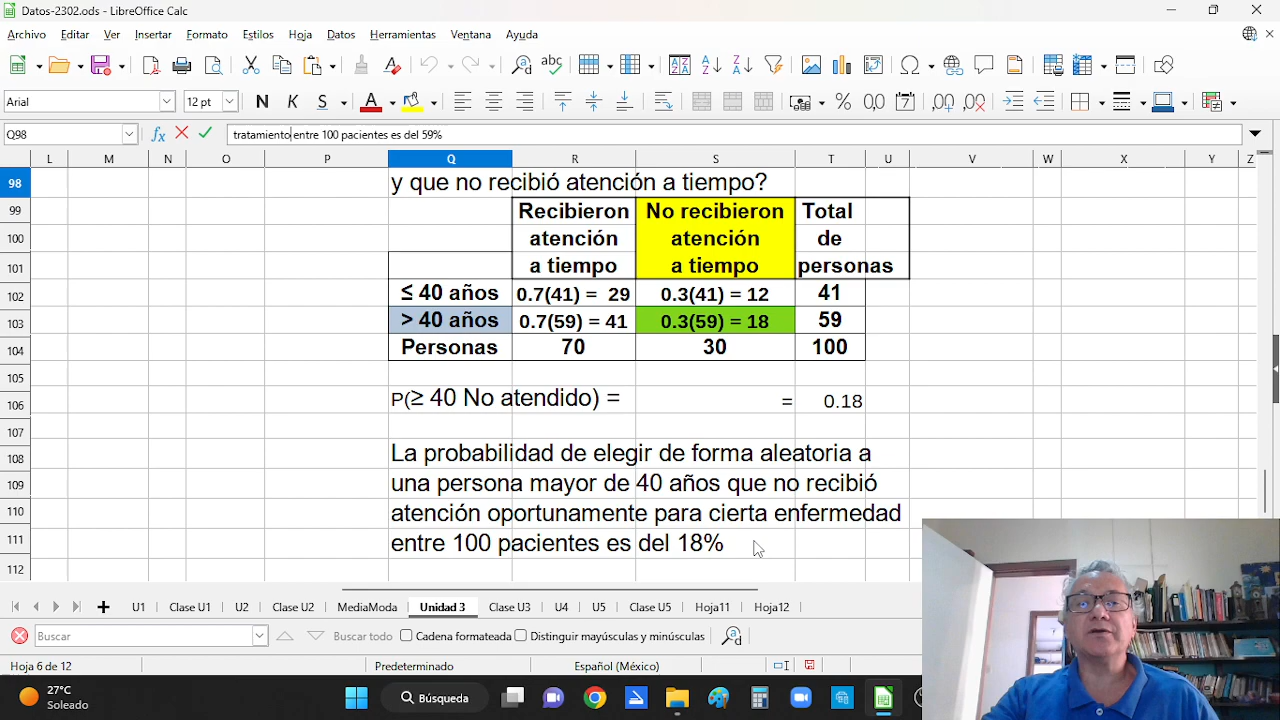 Datos-2302.ods - LibreOffice Calc
Archivo Editar Ver Insertar Formato Estilos Hoja Datos Herramientas Ventana Ayuda
Arial 12 pt N K S
Q98 fx tratamiento entre 100 pacientes es del 59%
L M N O P Q R S T U V W X Y Z
98 y que no recibió atención a tiempo?
99 Recibieron No recibieron Total
100 atención atención de
101 a tiempo a tiempo personas
102 ≤ 40 años 0.7(41) = 29 0.3(41) = 12 41
103 > 40 años 0.7(59) = 41 0.3(59) = 18 59
104 Personas 70 30 100
105
106 P(≥ 40 No atendido) = = 0.18
107
108 La probabilidad de elegir de forma aleatoria a
109 una persona mayor de 40 años que no recibió
110 atención oportunamente para cierta enfermedad
111 entre 100 pacientes es del 18%
112
U1 Clase U1 U2 Clase U2 MediaModa Unidad 3 Clase U3 U4 U5 Clase U5 Hoja11 Hoja12
Buscar Buscar todo Cadena formateada Distinguir mayúsculas y minúsculas
Hoja 6 de 12 Predeterminado Español (México)
27°C
Soleado
Búsqueda